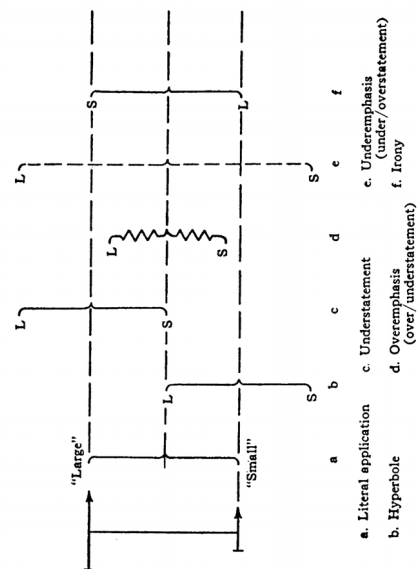 "Large"
"Small"
L
S
L
S
L
S
L
S
S
L
a
b
c
d
e
f
a. Literal application
b. Hyperbole
c. Understatement
d. Overemphasis
(over/understatement)
e. Underemphasis
(under/overstatement)
f. Irony